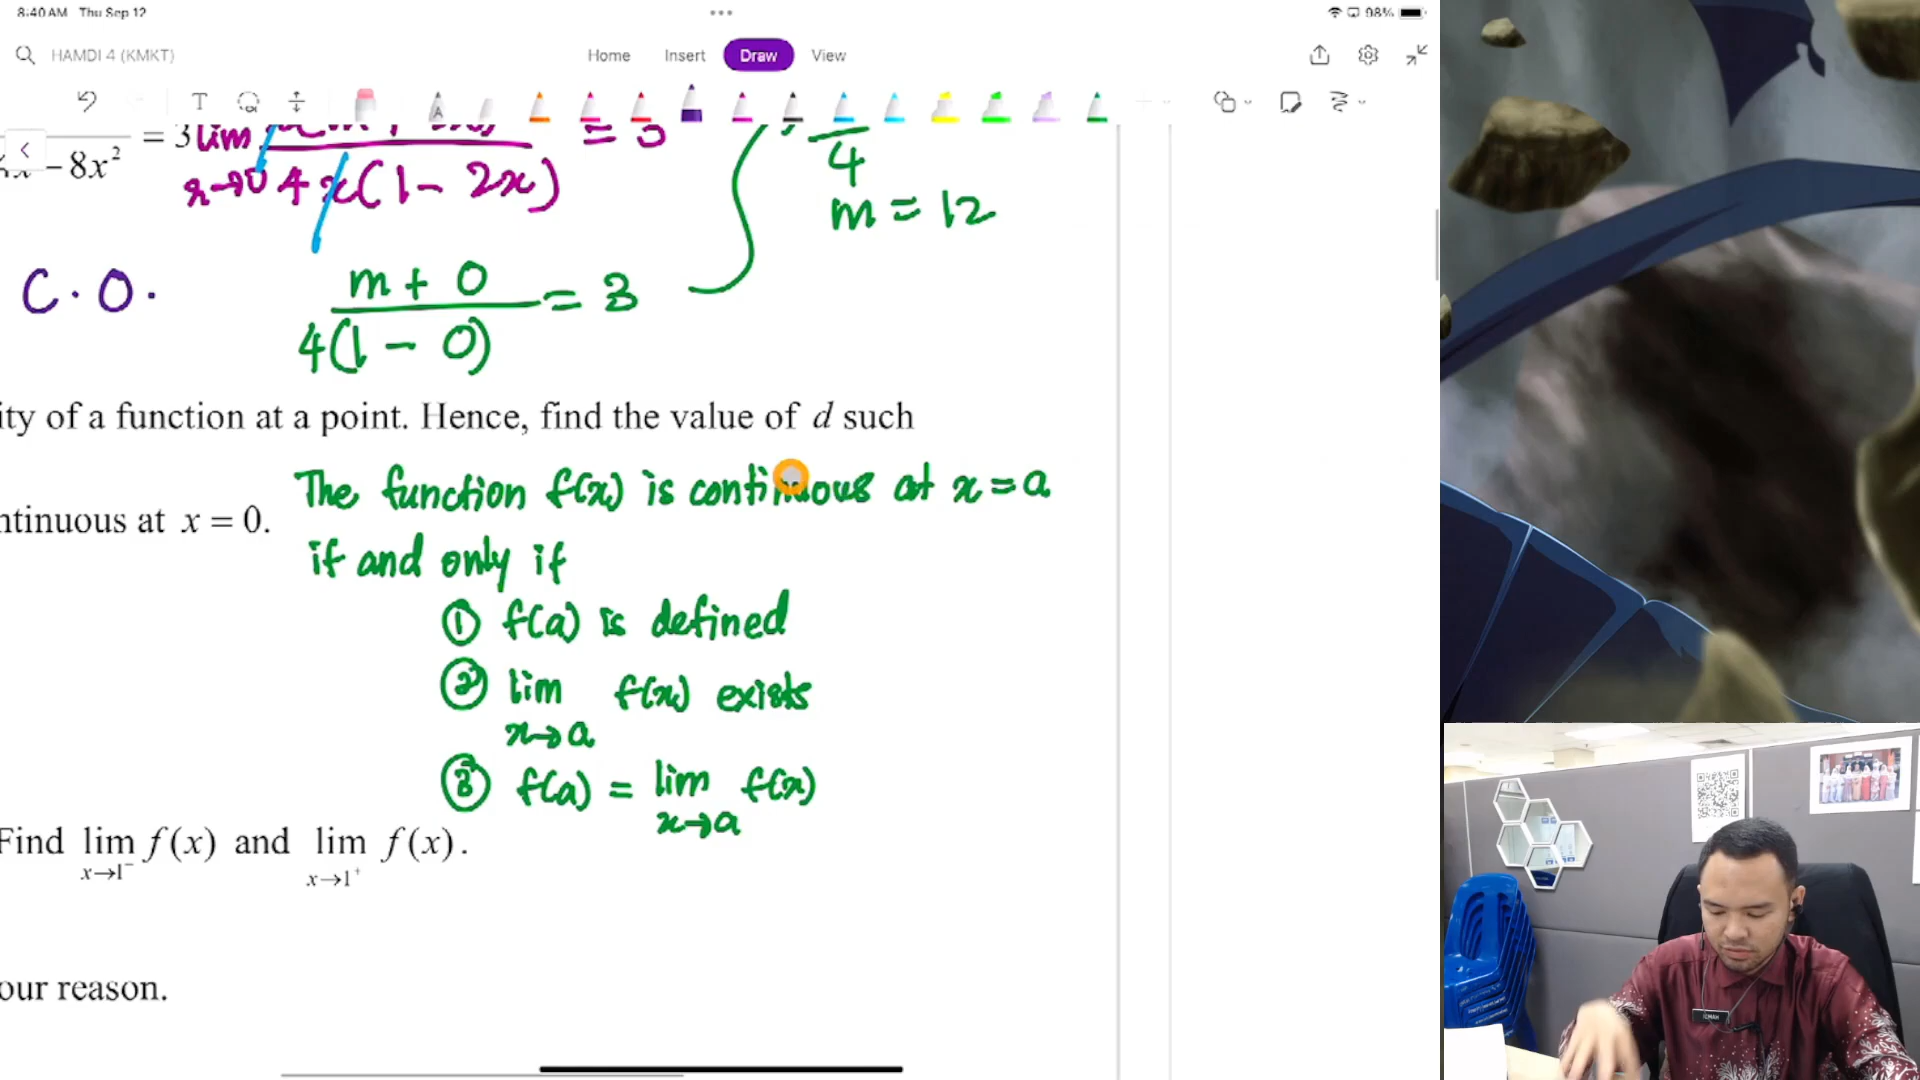 8:40 AM Thu Sep 12
98%
HAMDI 4 (KMKT)
Home Insert Draw View
- 8x² = 3
lim = 3
x→0 4x(1 - 2x)
4
m = 12
C.O.
m + 0 = 3
4(1 - 0)
ity of a function at a point. Hence, find the value of d such
The function f(x) is continuous at x = a
ntinuous at x = 0.
if and only if
① f(a) is defined
② lim f(x) exists
x→a
③ f(a) = lim f(x)
x→a
Find lim f(x) and lim f(x).
x→1⁻ x→1⁺
our reason.